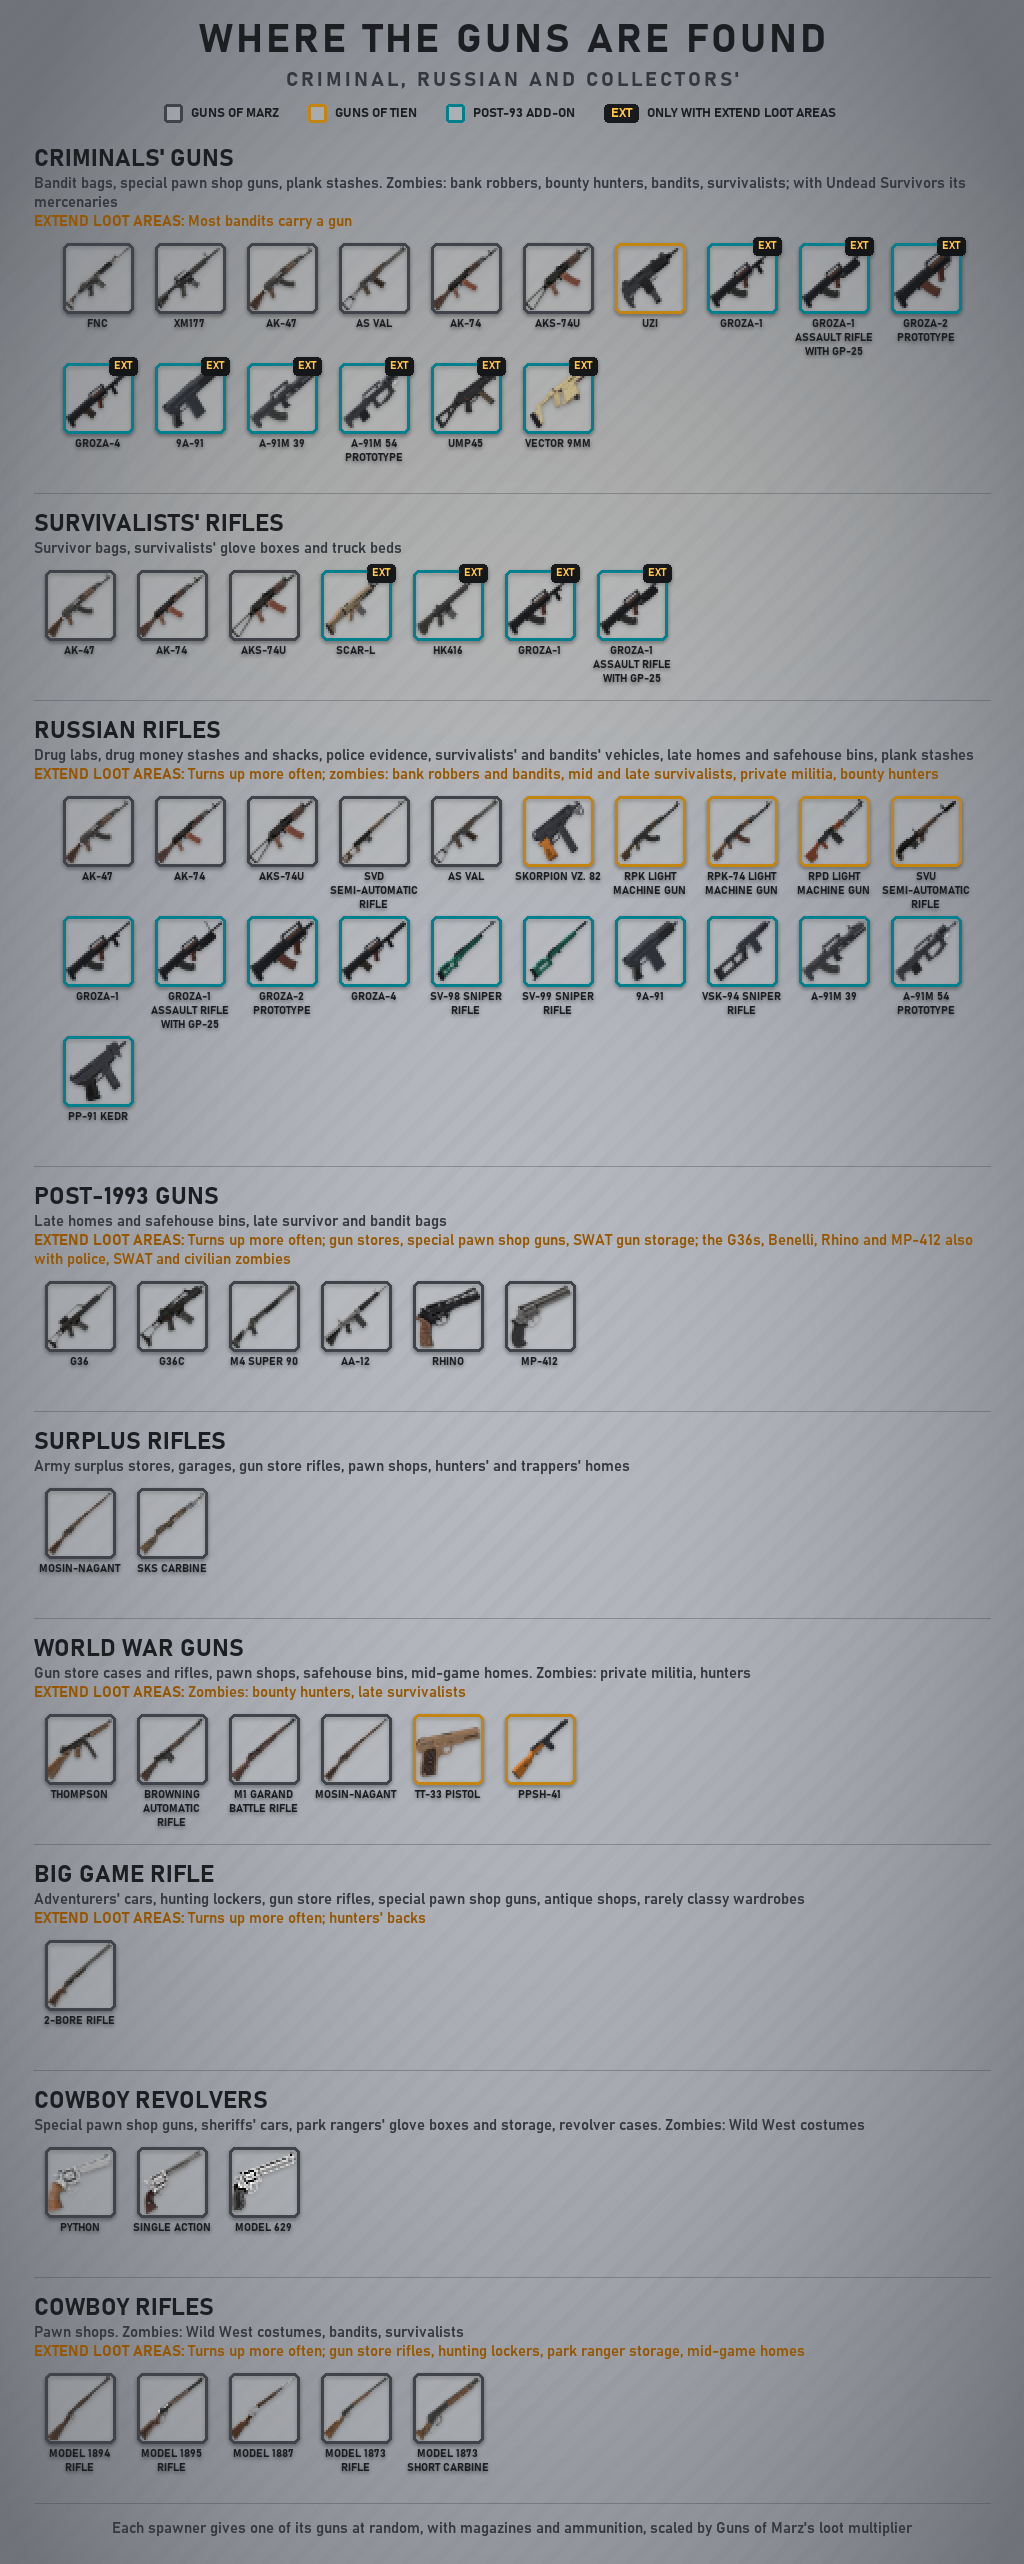 WHERE THE GUNS ARE FOUND
CRIMINAL, RUSSIAN AND COLLECTORS'
GUNS OF MARZ GUNS OF TIEN POST-93 ADD-ON EXT ONLY WITH EXTEND LOOT AREAS
CRIMINALS' GUNS
Bandit bags, special pawn shop guns, plank stashes. Zombies: bank robbers, bounty hunters, bandits, survivalists; with Undead Survivors its
mercenaries
EXTEND LOOT AREAS: Most bandits carry a gun
EXT EXT EXT
FNC XM177 AK-47 AS VAL AK-74 AKS-74U UZI GROZA-1 GROZA-1 GROZA-2
ASSAULT RIFLE PROTOTYPE
WITH GP-25
EXT EXT EXT EXT EXT EXT
GROZA-4 9A-91 A-91M 39 A-91M 54 UMP45 VECTOR 9MM
PROTOTYPE
SURVIVALISTS' RIFLES
Survivor bags, survivalists' glove boxes and truck beds
EXT EXT EXT EXT
AK-47 AK-74 AKS-74U SCAR-L HK416 GROZA-1 GROZA-1
ASSAULT RIFLE
WITH GP-25
RUSSIAN RIFLES
Drug labs, drug money stashes and shacks, police evidence, survivalists' and bandits' vehicles, late homes and safehouse bins, plank stashes
EXTEND LOOT AREAS: Turns up more often; zombies: bank robbers and bandits, mid and late survivalists, private militia, bounty hunters
AK-47 AK-74 AKS-74U SVD AS VAL SKORPION VZ. 82 RPK LIGHT RPK-74 LIGHT RPD LIGHT SVU
SEMI-AUTOMATIC MACHINE GUN MACHINE GUN MACHINE GUN SEMI-AUTOMATIC
RIFLE RIFLE
GROZA-1 GROZA-1 GROZA-2 GROZA-4 SV-98 SNIPER SV-99 SNIPER 9A-91 VSK-94 SNIPER A-91M 39 A-91M 54
ASSAULT RIFLE PROTOTYPE RIFLE RIFLE RIFLE PROTOTYPE
WITH GP-25
PP-91 KEDR
POST-1993 GUNS
Late homes and safehouse bins, late survivor and bandit bags
EXTEND LOOT AREAS: Turns up more often; gun stores, special pawn shop guns, SWAT gun storage; the G36s, Benelli, Rhino and MP-412 also
with police, SWAT and civilian zombies
G36 G36C M4 SUPER 90 AA-12 RHINO MP-412
SURPLUS RIFLES
Army surplus stores, garages, gun store rifles, pawn shops, hunters' and trappers' homes
MOSIN-NAGANT SKS CARBINE
WORLD WAR GUNS
Gun store cases and rifles, pawn shops, safehouse bins, mid-game homes. Zombies: private militia, hunters
EXTEND LOOT AREAS: Zombies: bounty hunters, late survivalists
THOMPSON BROWNING M1 GARAND MOSIN-NAGANT TT-33 PISTOL PPSH-41
AUTOMATIC BATTLE RIFLE
RIFLE
BIG GAME RIFLE
Adventurers' cars, hunting lockers, gun store rifles, special pawn shop guns, antique shops, rarely classy wardrobes
EXTEND LOOT AREAS: Turns up more often; hunters' backs
2-BORE RIFLE
COWBOY REVOLVERS
Special pawn shop guns, sheriffs' cars, park rangers' glove boxes and storage, revolver cases. Zombies: Wild West costumes
PYTHON SINGLE ACTION MODEL 629
COWBOY RIFLES
Pawn shops. Zombies: Wild West costumes, bandits, survivalists
EXTEND LOOT AREAS: Turns up more often; gun store rifles, hunting lockers, park ranger storage, mid-game homes
MODEL 1894 MODEL 1895 MODEL 1887 MODEL 1873 MODEL 1873
RIFLE RIFLE RIFLE SHORT CARBINE
Each spawner gives one of its guns at random, with magazines and ammunition, scaled by Guns of Marz's loot multiplier